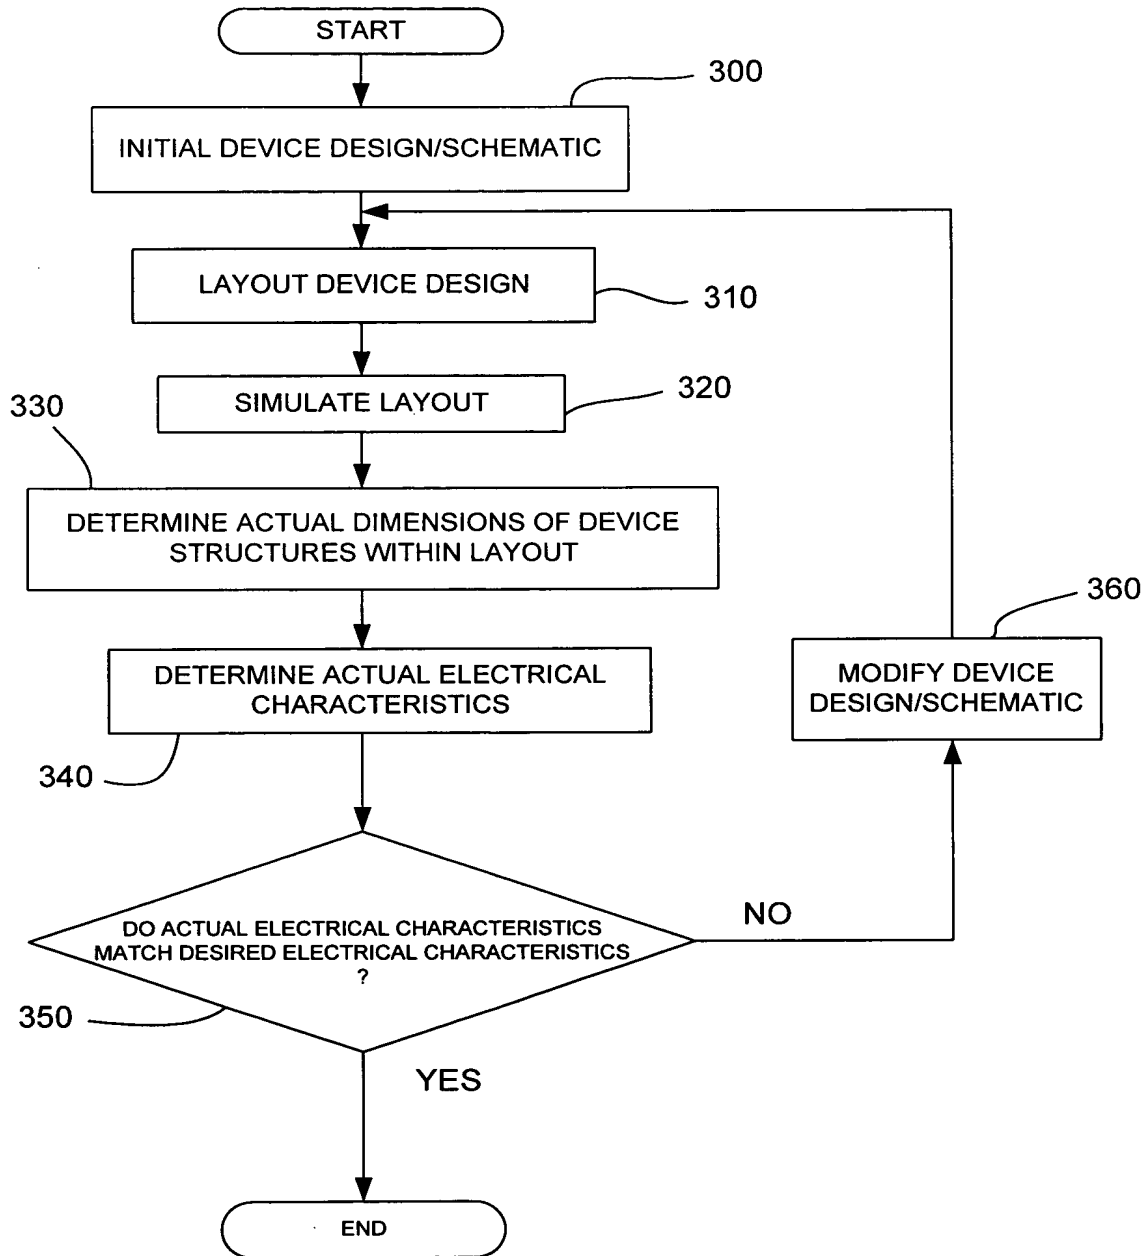 START
300
INITIAL DEVICE DESIGN/SCHEMATIC
LAYOUT DEVICE DESIGN
310
SIMULATE LAYOUT
320
330
DETERMINE ACTUAL DIMENSIONS OF DEVICE
STRUCTURES WITHIN LAYOUT
360
DETERMINE ACTUAL ELECTRICAL
CHARACTERISTICS
MODIFY DEVICE
DESIGN/SCHEMATIC
340
NO
DO ACTUAL ELECTRICAL CHARACTERISTICS
MATCH DESIRED ELECTRICAL CHARACTERISTICS
?
350
YES
END